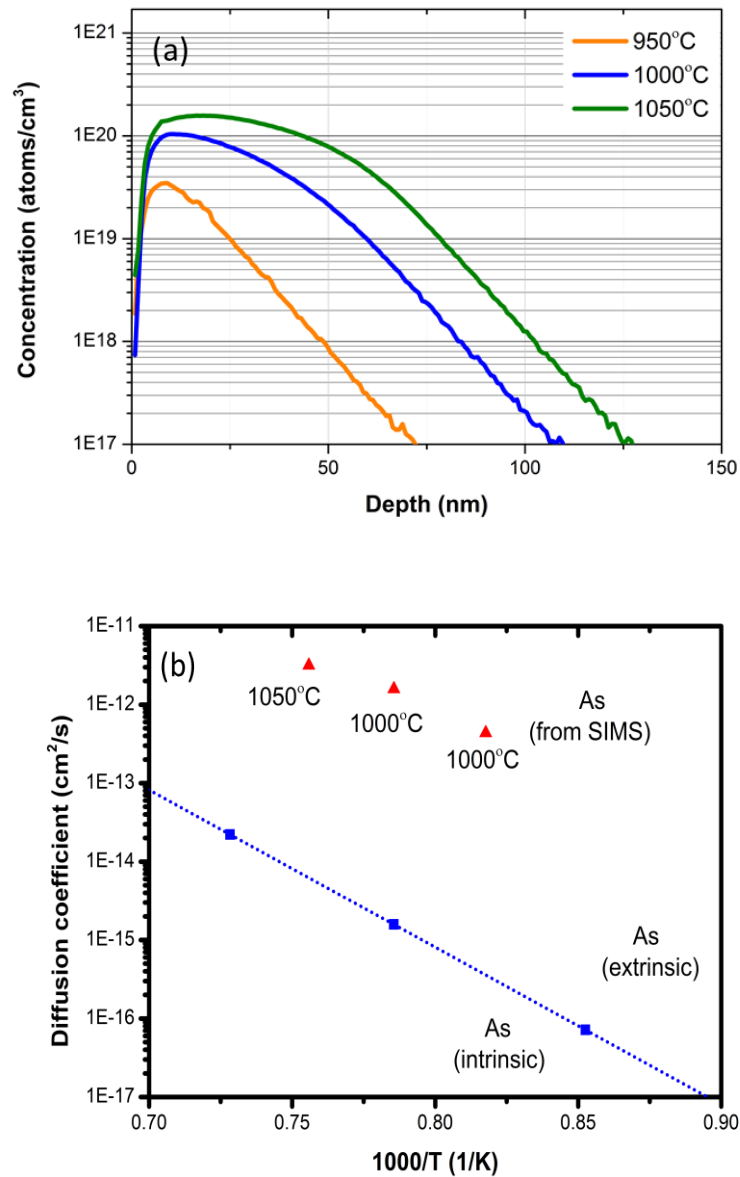 (a)
950°C
1000°C
1050°C
1E21
1E20
1E19
1E18
1E17
Concentration (atoms/cm³)
0
50
100
150
Depth (nm)
(b)
1E-11
1E-12
1E-13
1E-14
1E-15
1E-16
1E-17
Diffusion coefficient (cm²/s)
1050°C
1000°C
1000°C
As
(from SIMS)
As
(extrinsic)
As
(intrinsic)
0.70
0.75
0.80
0.85
0.90
1000/T (1/K)